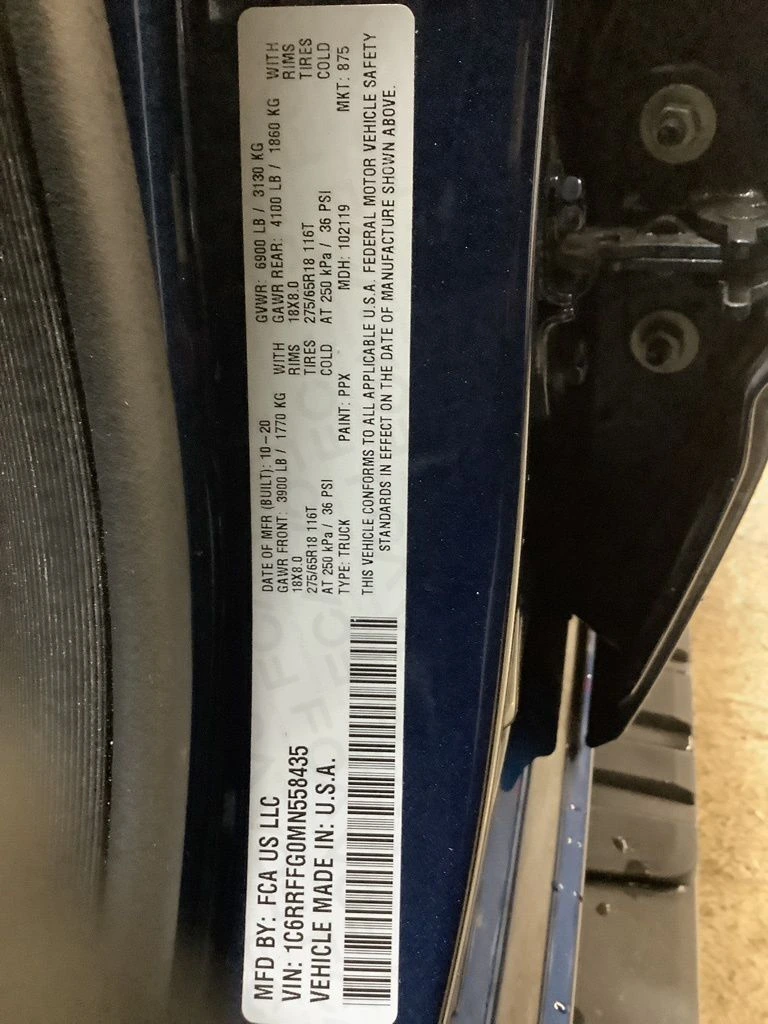 MFD BY: FCA US LLC
VIN: 1C6RRFFG0MN558435
VEHICLE MADE IN: U.S.A.
DATE OF MFR (BUILT): 10-20 GVWR: 6900 LB / 3130 KG
GAWR FRONT: 3900 LB / 1770 KG WITH GAWR REAR: 4100 LB / 1860 KG WITH
18X8.0 RIMS 18X8.0 RIMS
275/65R18 116T TIRES 275/65R18 116T TIRES
AT 250 kPa / 36 PSI COLD AT 250 kPa / 36 PSI COLD
TYPE: TRUCK PAINT: PPX MDH: 102119 MKT: 875
THIS VEHICLE CONFORMS TO ALL APPLICABLE U.S.A. FEDERAL MOTOR VEHICLE SAFETY
STANDARDS IN EFFECT ON THE DATE OF MANUFACTURE SHOWN ABOVE.